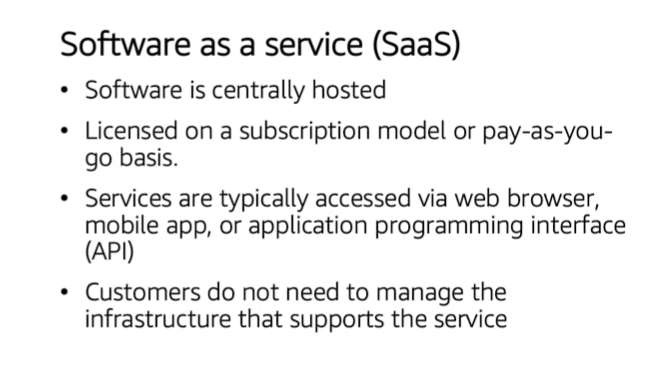 Software as a service (SaaS)
• Software is centrally hosted
• Licensed on a subscription model or pay-as-you-
go basis.
• Services are typically accessed via web browser,
mobile app, or application programming interface
(API)
• Customers do not need to manage the
infrastructure that supports the service